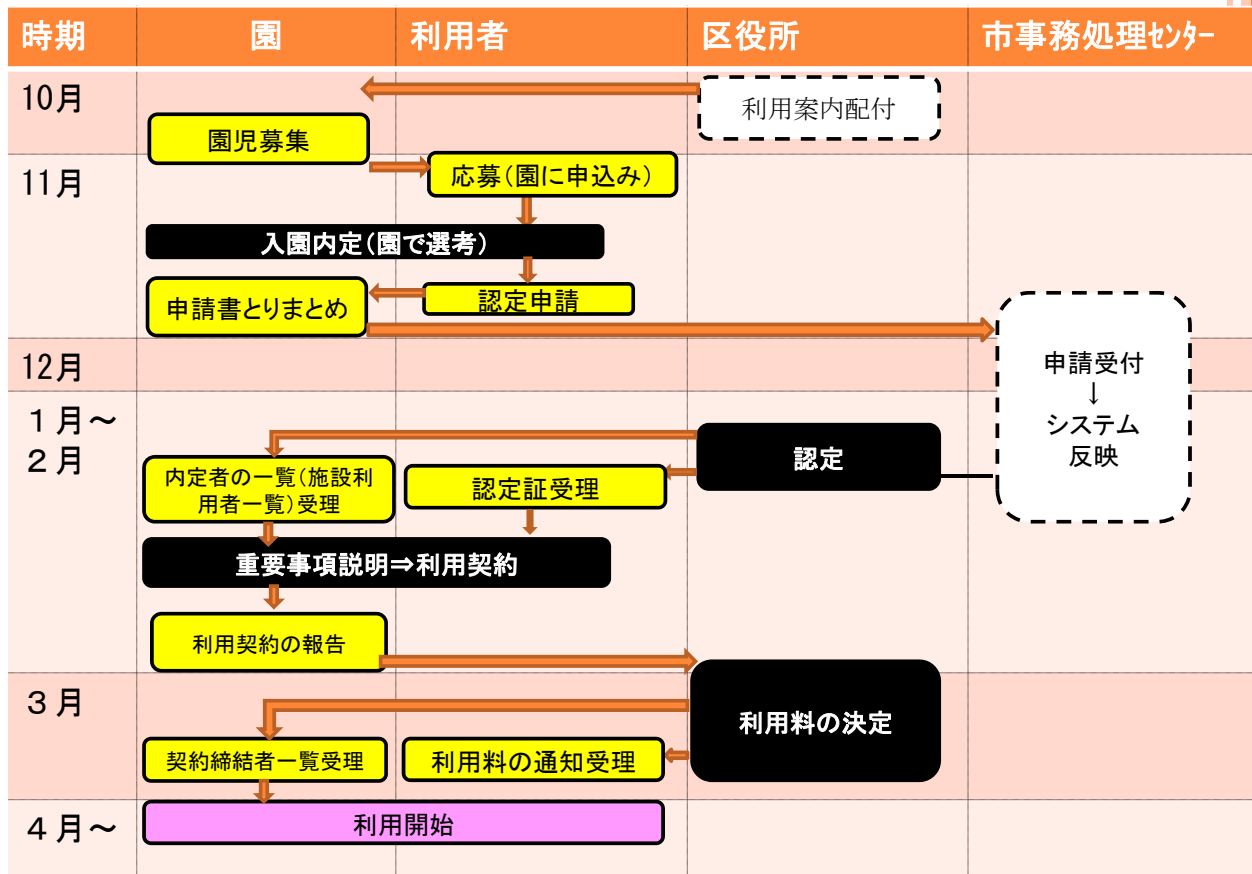 時期 園 利用者 区役所 市事務処理センター
10月
利用案内配付
園児募集
11月
応募(園に申込み)
入園内定(園で選考)
認定申請
申請書とりまとめ
12月
申請受付
↓
システム
反映
1月～
2月
認定
内定者の一覧(施設利
用者一覧)受理
認定証受理
重要事項説明⇒利用契約
利用契約の報告
3月
利用料の決定
契約締結者一覧受理
利用料の通知受理
4月～
利用開始